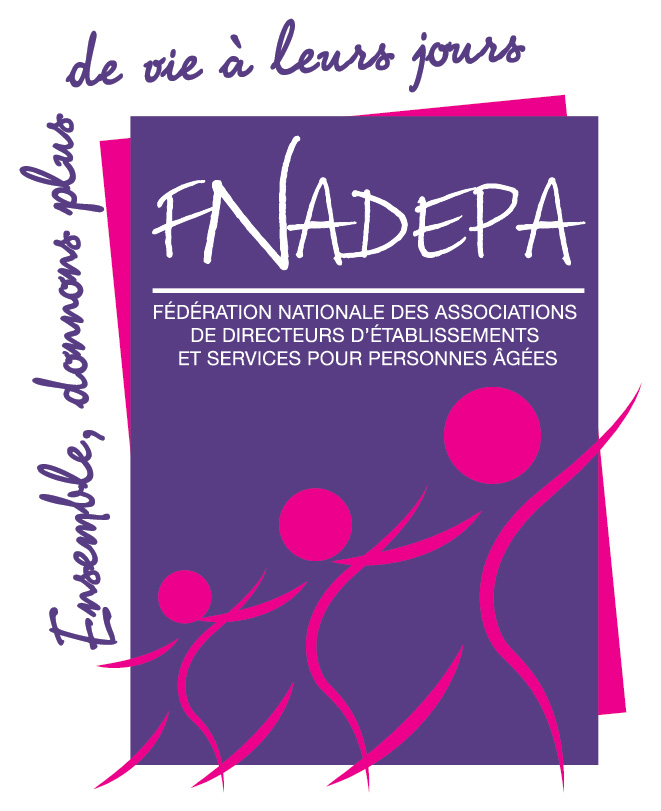 Ensemble, donnons plus
de vie à leurs jours
FNADEPA
FÉDÉRATION NATIONALE DES ASSOCIATIONS
DE DIRECTEURS D'ÉTABLISSEMENTS
ET SERVICES POUR PERSONNES ÂGÉES